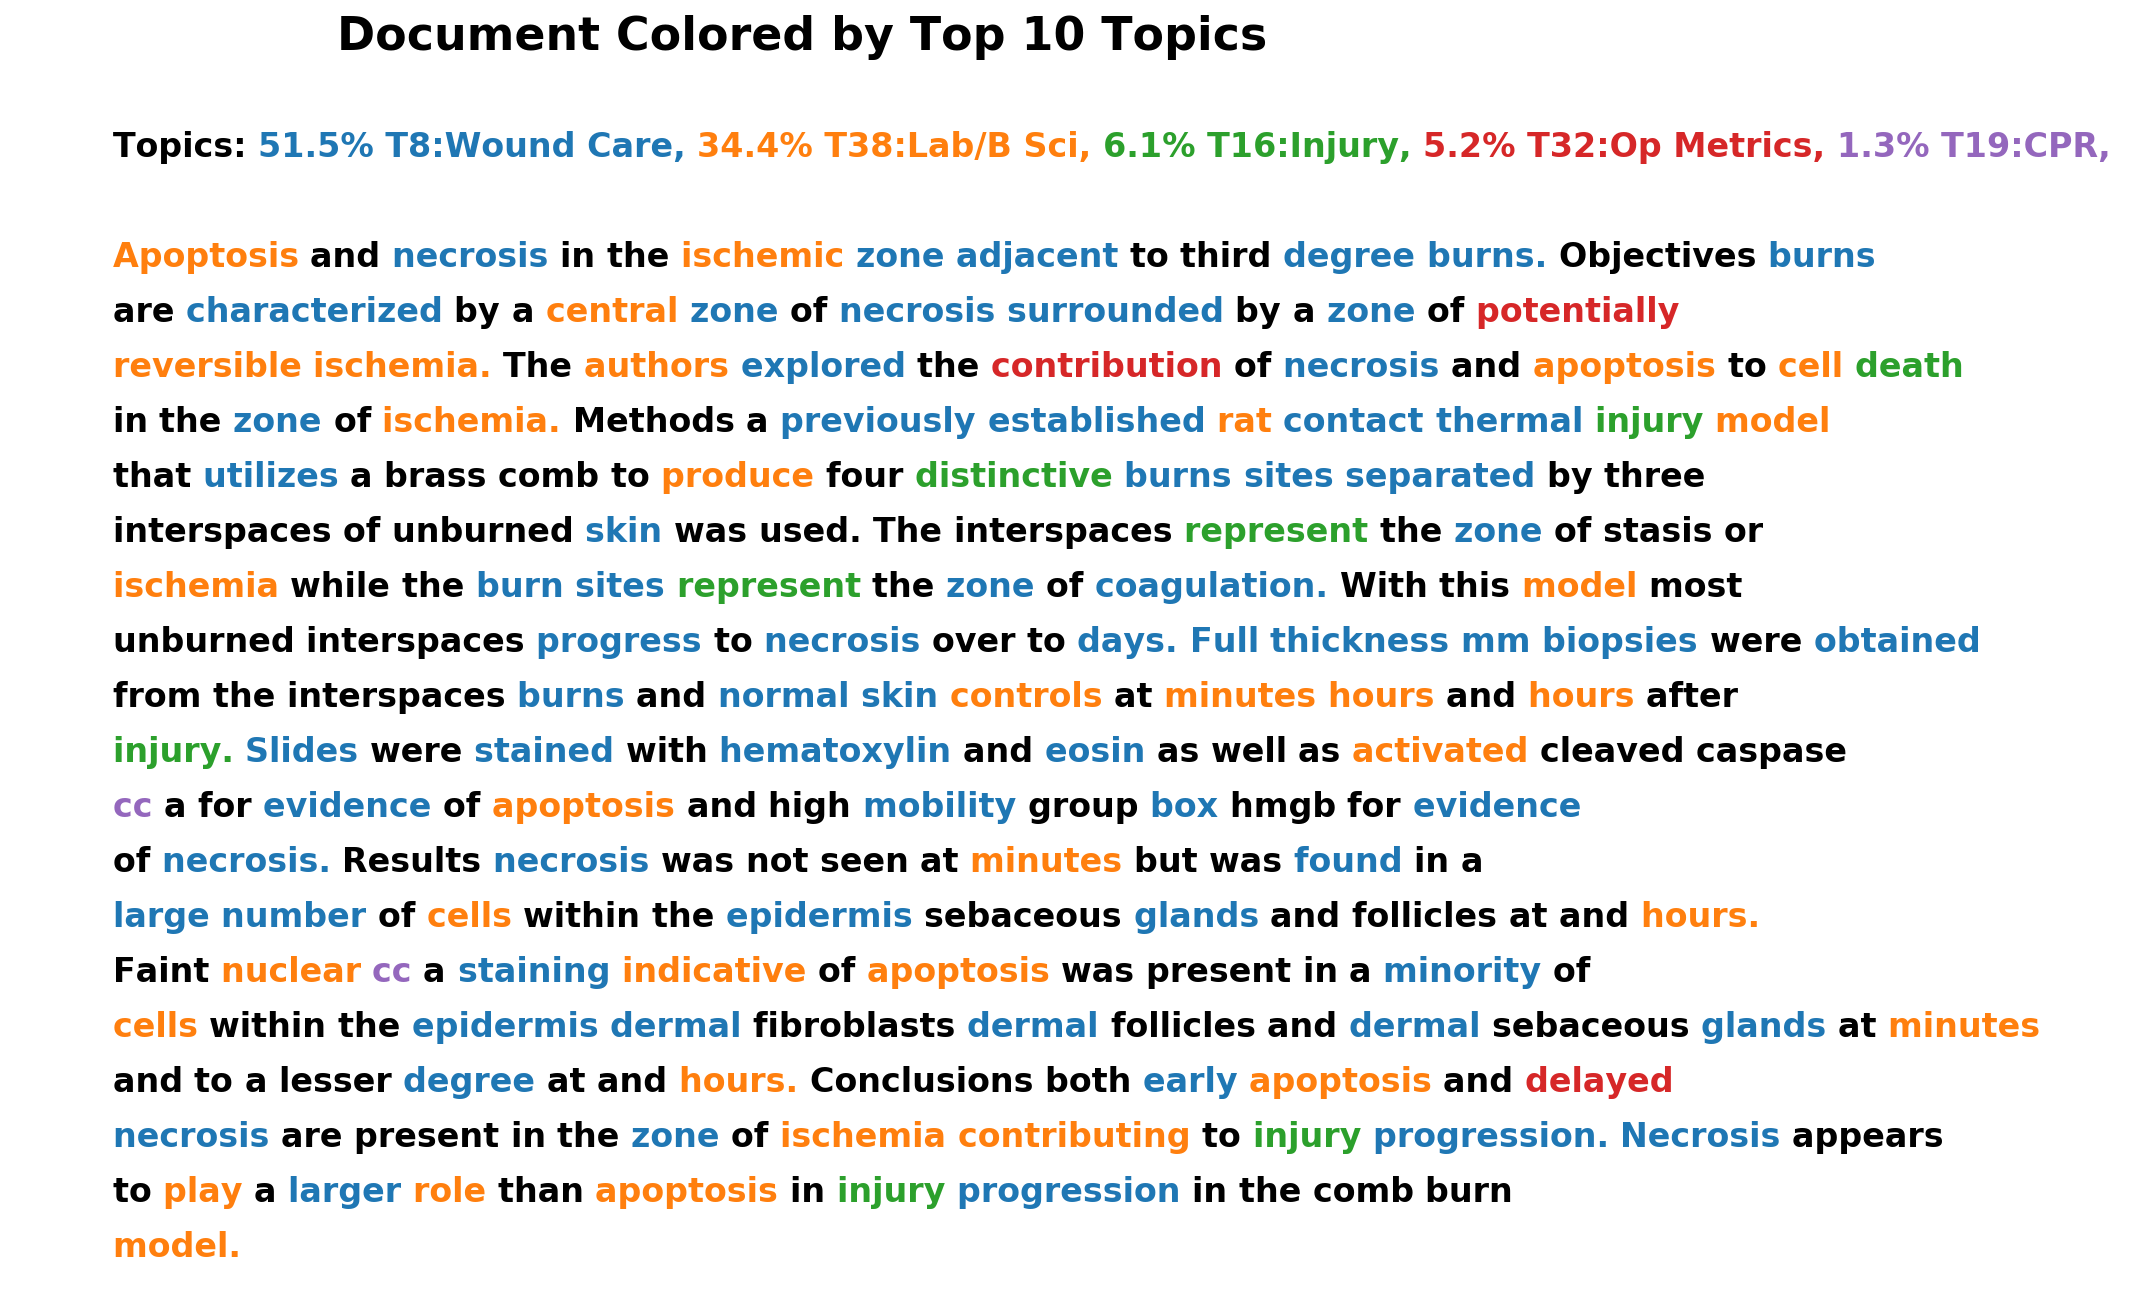 Document Colored by Top 10 Topics
Topics: 51.5% T8:Wound Care, 34.4% T38:Lab/B Sci, 6.1% T16:Injury, 5.2% T32:Op Metrics, 1.3% T19:CPR,
Apoptosis and necrosis in the ischemic zone adjacent to third degree burns. Objectives burns
are characterized by a central zone of necrosis surrounded by a zone of potentially
reversible ischemia. The authors explored the contribution of necrosis and apoptosis to cell death
in the zone of ischemia. Methods a previously established rat contact thermal injury model
that utilizes a brass comb to produce four distinctive burns sites separated by three
interspaces of unburned skin was used. The interspaces represent the zone of stasis or
ischemia while the burn sites represent the zone of coagulation. With this model most
unburned interspaces progress to necrosis over to days. Full thickness mm biopsies were obtained
from the interspaces burns and normal skin controls at minutes hours and hours after
injury. Slides were stained with hematoxylin and eosin as well as activated cleaved caspase
cc a for evidence of apoptosis and high mobility group box hmgb for evidence
of necrosis. Results necrosis was not seen at minutes but was found in a
large number of cells within the epidermis sebaceous glands and follicles at and hours.
Faint nuclear cc a staining indicative of apoptosis was present in a minority of
cells within the epidermis dermal fibroblasts dermal follicles and dermal sebaceous glands at minutes
and to a lesser degree at and hours. Conclusions both early apoptosis and delayed
necrosis are present in the zone of ischemia contributing to injury progression. Necrosis appears
to play a larger role than apoptosis in injury progression in the comb burn
model.